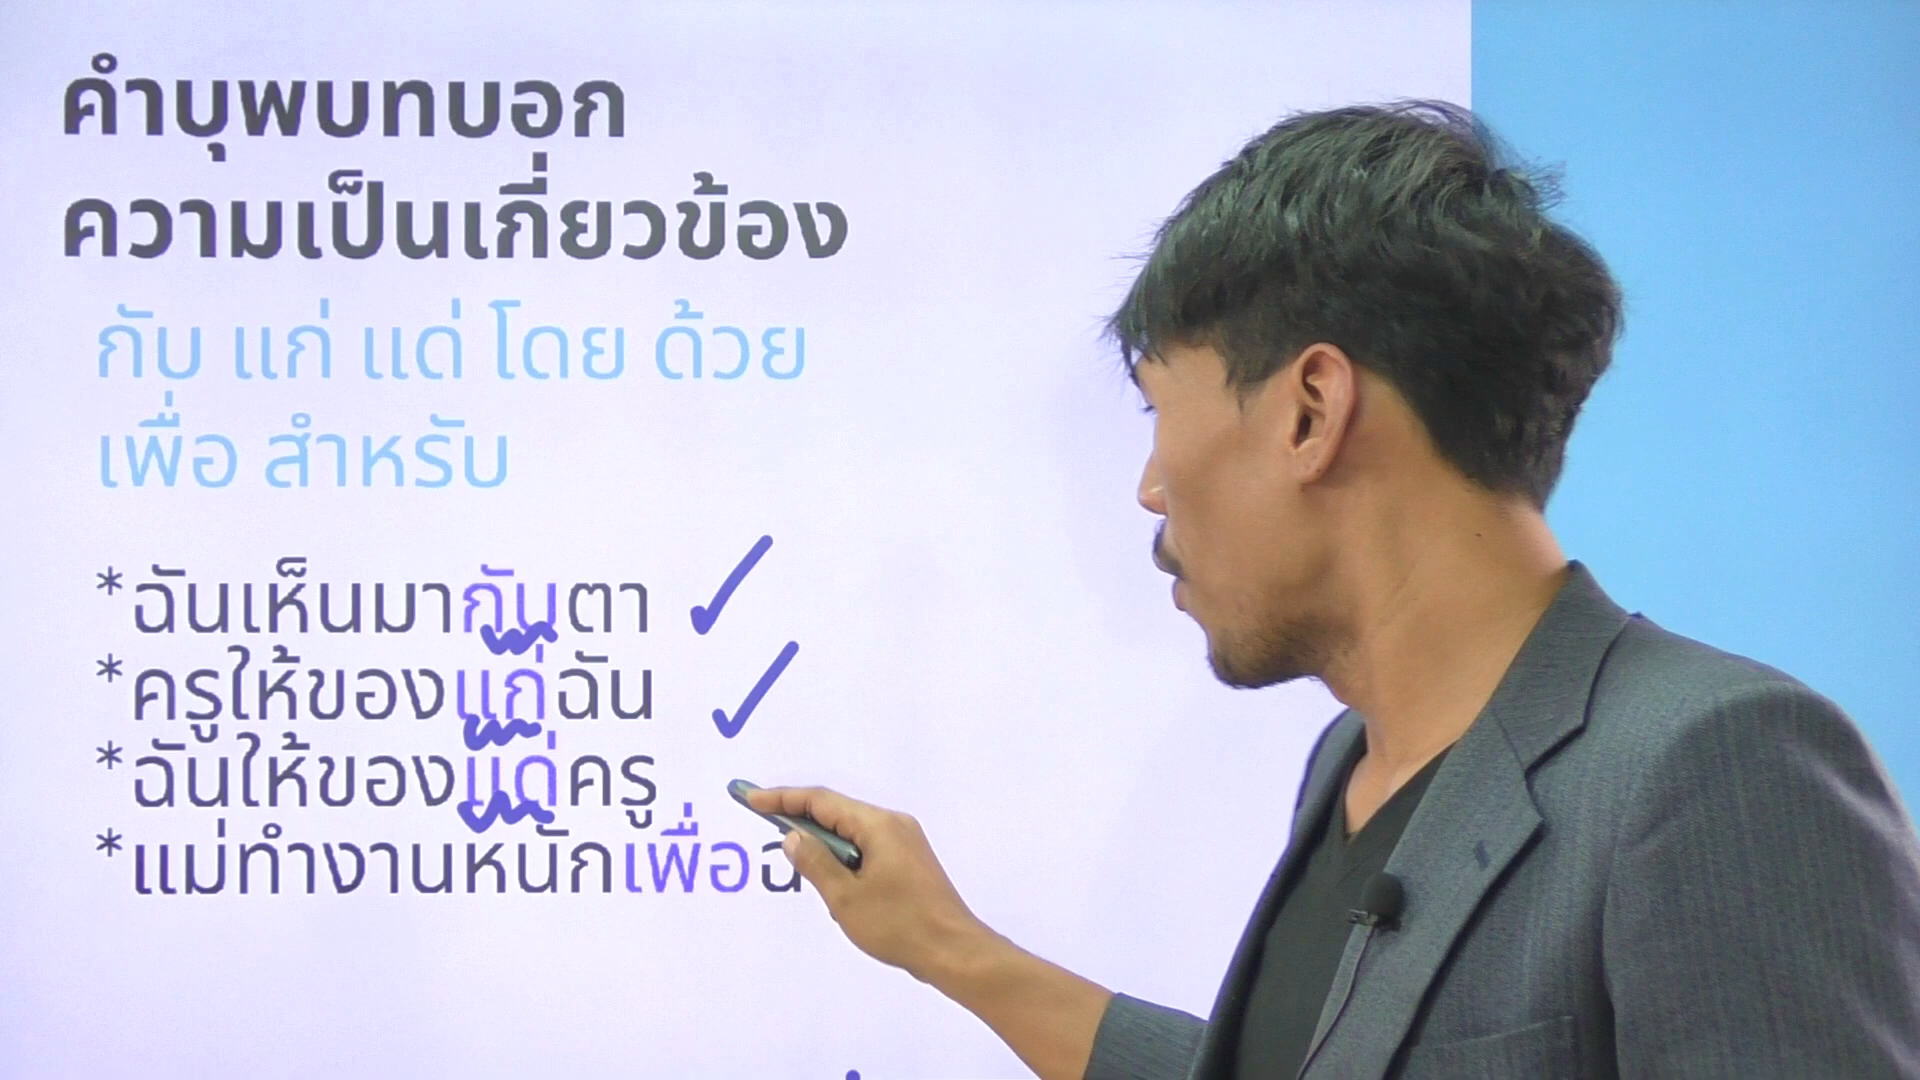 คำบุพบทบอก
ความเป็นเกี่ยวข้อง
กับ แก่ แด่ โดย ด้วย
เพื่อ สำหรับ
*ฉันเห็นมากับตา
*ครูให้ของแก่ฉัน
*ฉันให้ของแด่ครู
*แม่ทำงานหนักเพื่อ